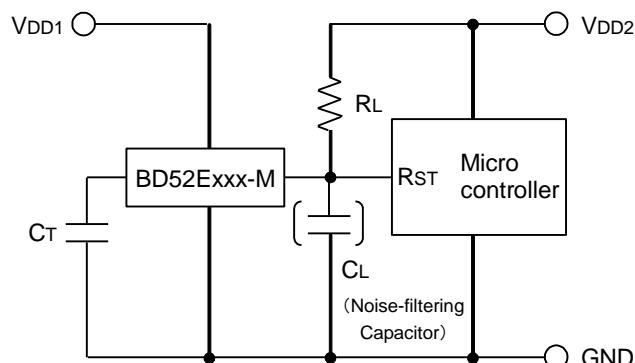 VDD1
VDD2
RL
BD52Exxx-M
RST
Micro
controller
CT
CL
（Noise-filtering
Capacitor）
GND